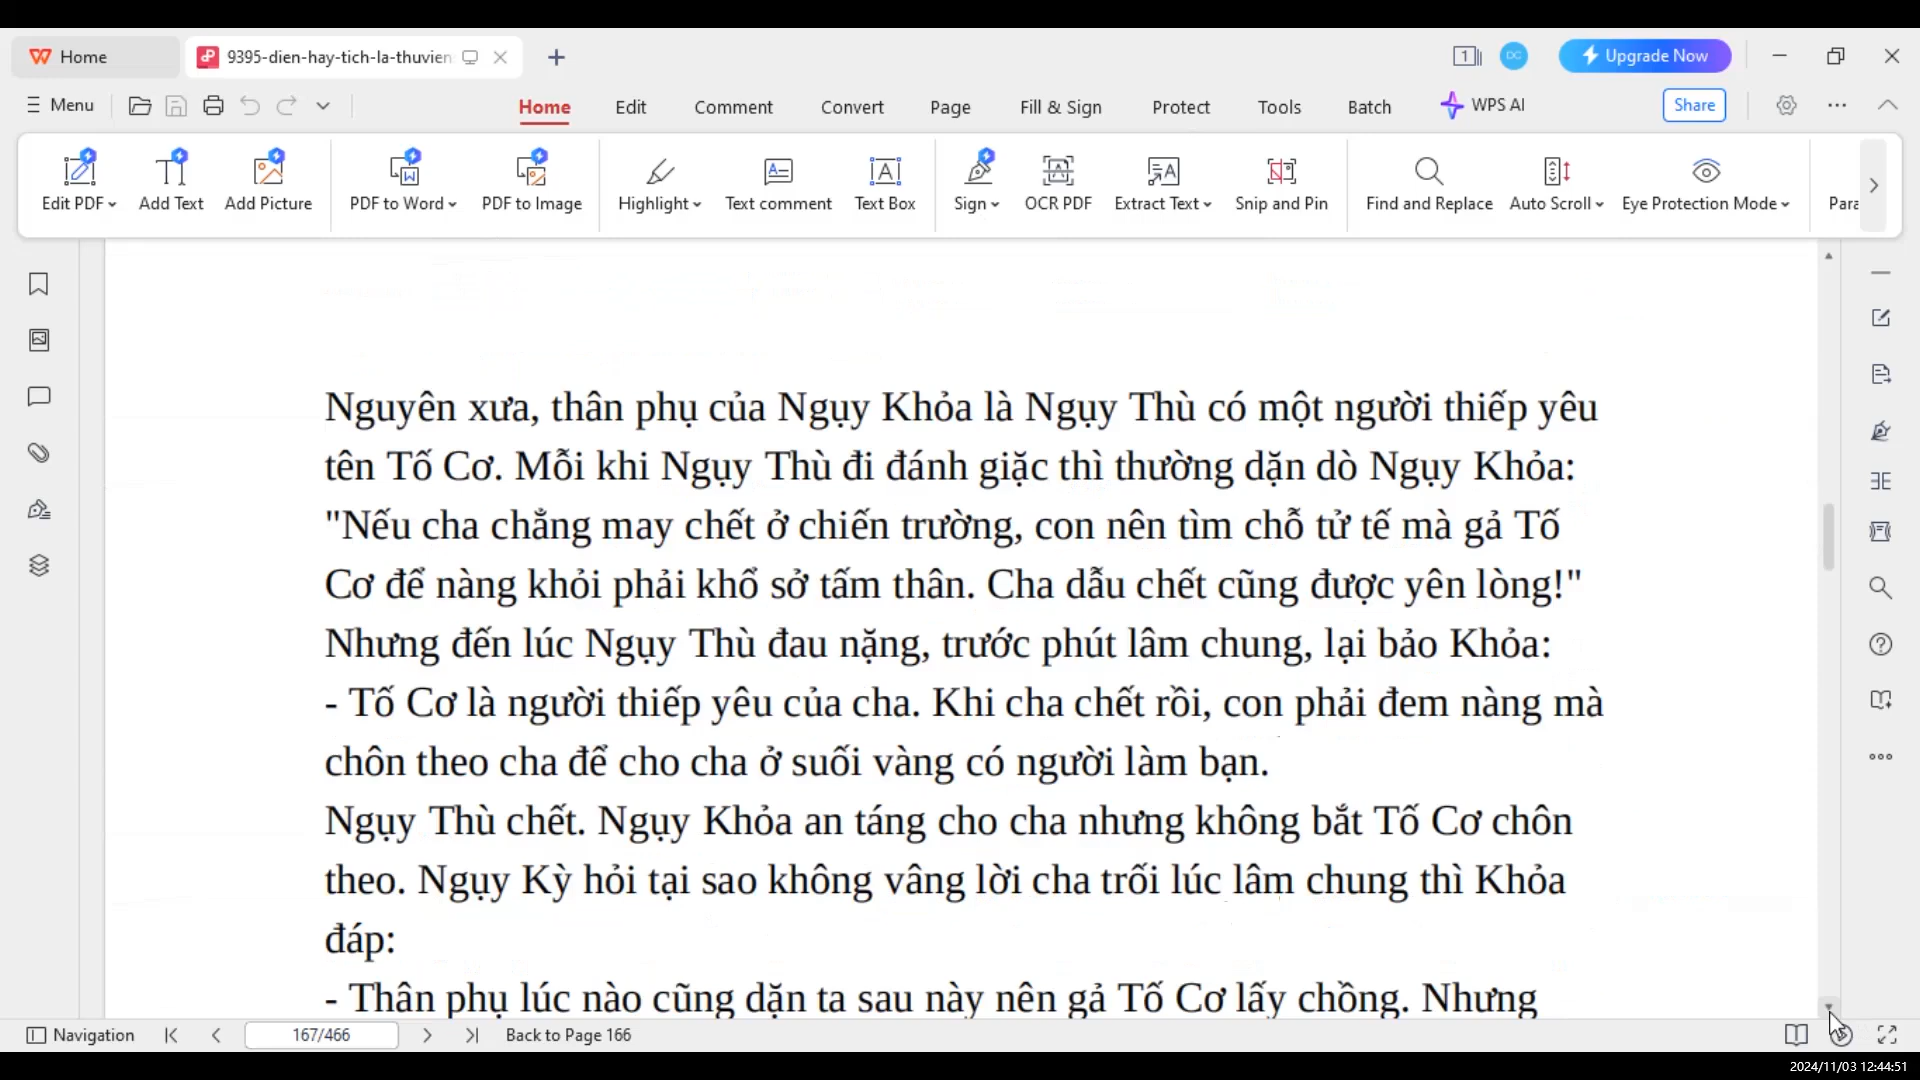 Home
9395-dien-hay-tich-la-thuvien
Upgrade Now
Menu
Home
Edit
Comment
Convert
Page
Fill & Sign
Protect
Tools
Batch
WPS AI
Share
Edit PDF
Add Text
Add Picture
PDF to Word
PDF to Image
Highlight
Text comment
Text Box
Sign
OCR PDF
Extract Text
Snip and Pin
Find and Replace
Auto Scroll
Eye Protection Mode
Para
Nguyên xưa, thân phụ của Ngụy Khỏa là Ngụy Thù có một người thiếp yêu
tên Tố Cơ. Mỗi khi Ngụy Thù đi đánh giặc thì thường dặn dò Ngụy Khỏa:
"Nếu cha chẳng may chết ở chiến trường, con nên tìm chỗ tử tế mà gả Tố
Cơ để nàng khỏi phải khổ sở tấm thân. Cha dẫu chết cũng được yên lòng!"
Nhưng đến lúc Ngụy Thù đau nặng, trước phút lâm chung, lại bảo Khỏa:
- Tố Cơ là người thiếp yêu của cha. Khi cha chết rồi, con phải đem nàng mà
chôn theo cha để cho cha ở suối vàng có người làm bạn.
Ngụy Thù chết. Ngụy Khỏa an táng cho cha nhưng không bắt Tố Cơ chôn
theo. Ngụy Kỳ hỏi tại sao không vâng lời cha trối lúc lâm chung thì Khỏa
đáp:
- Thân phụ lúc nào cũng dặn ta sau này nên gả Tố Cơ lấy chồng. Nhưng
Navigation
167/466
Back to Page 166
2024/11/03 12:44:51